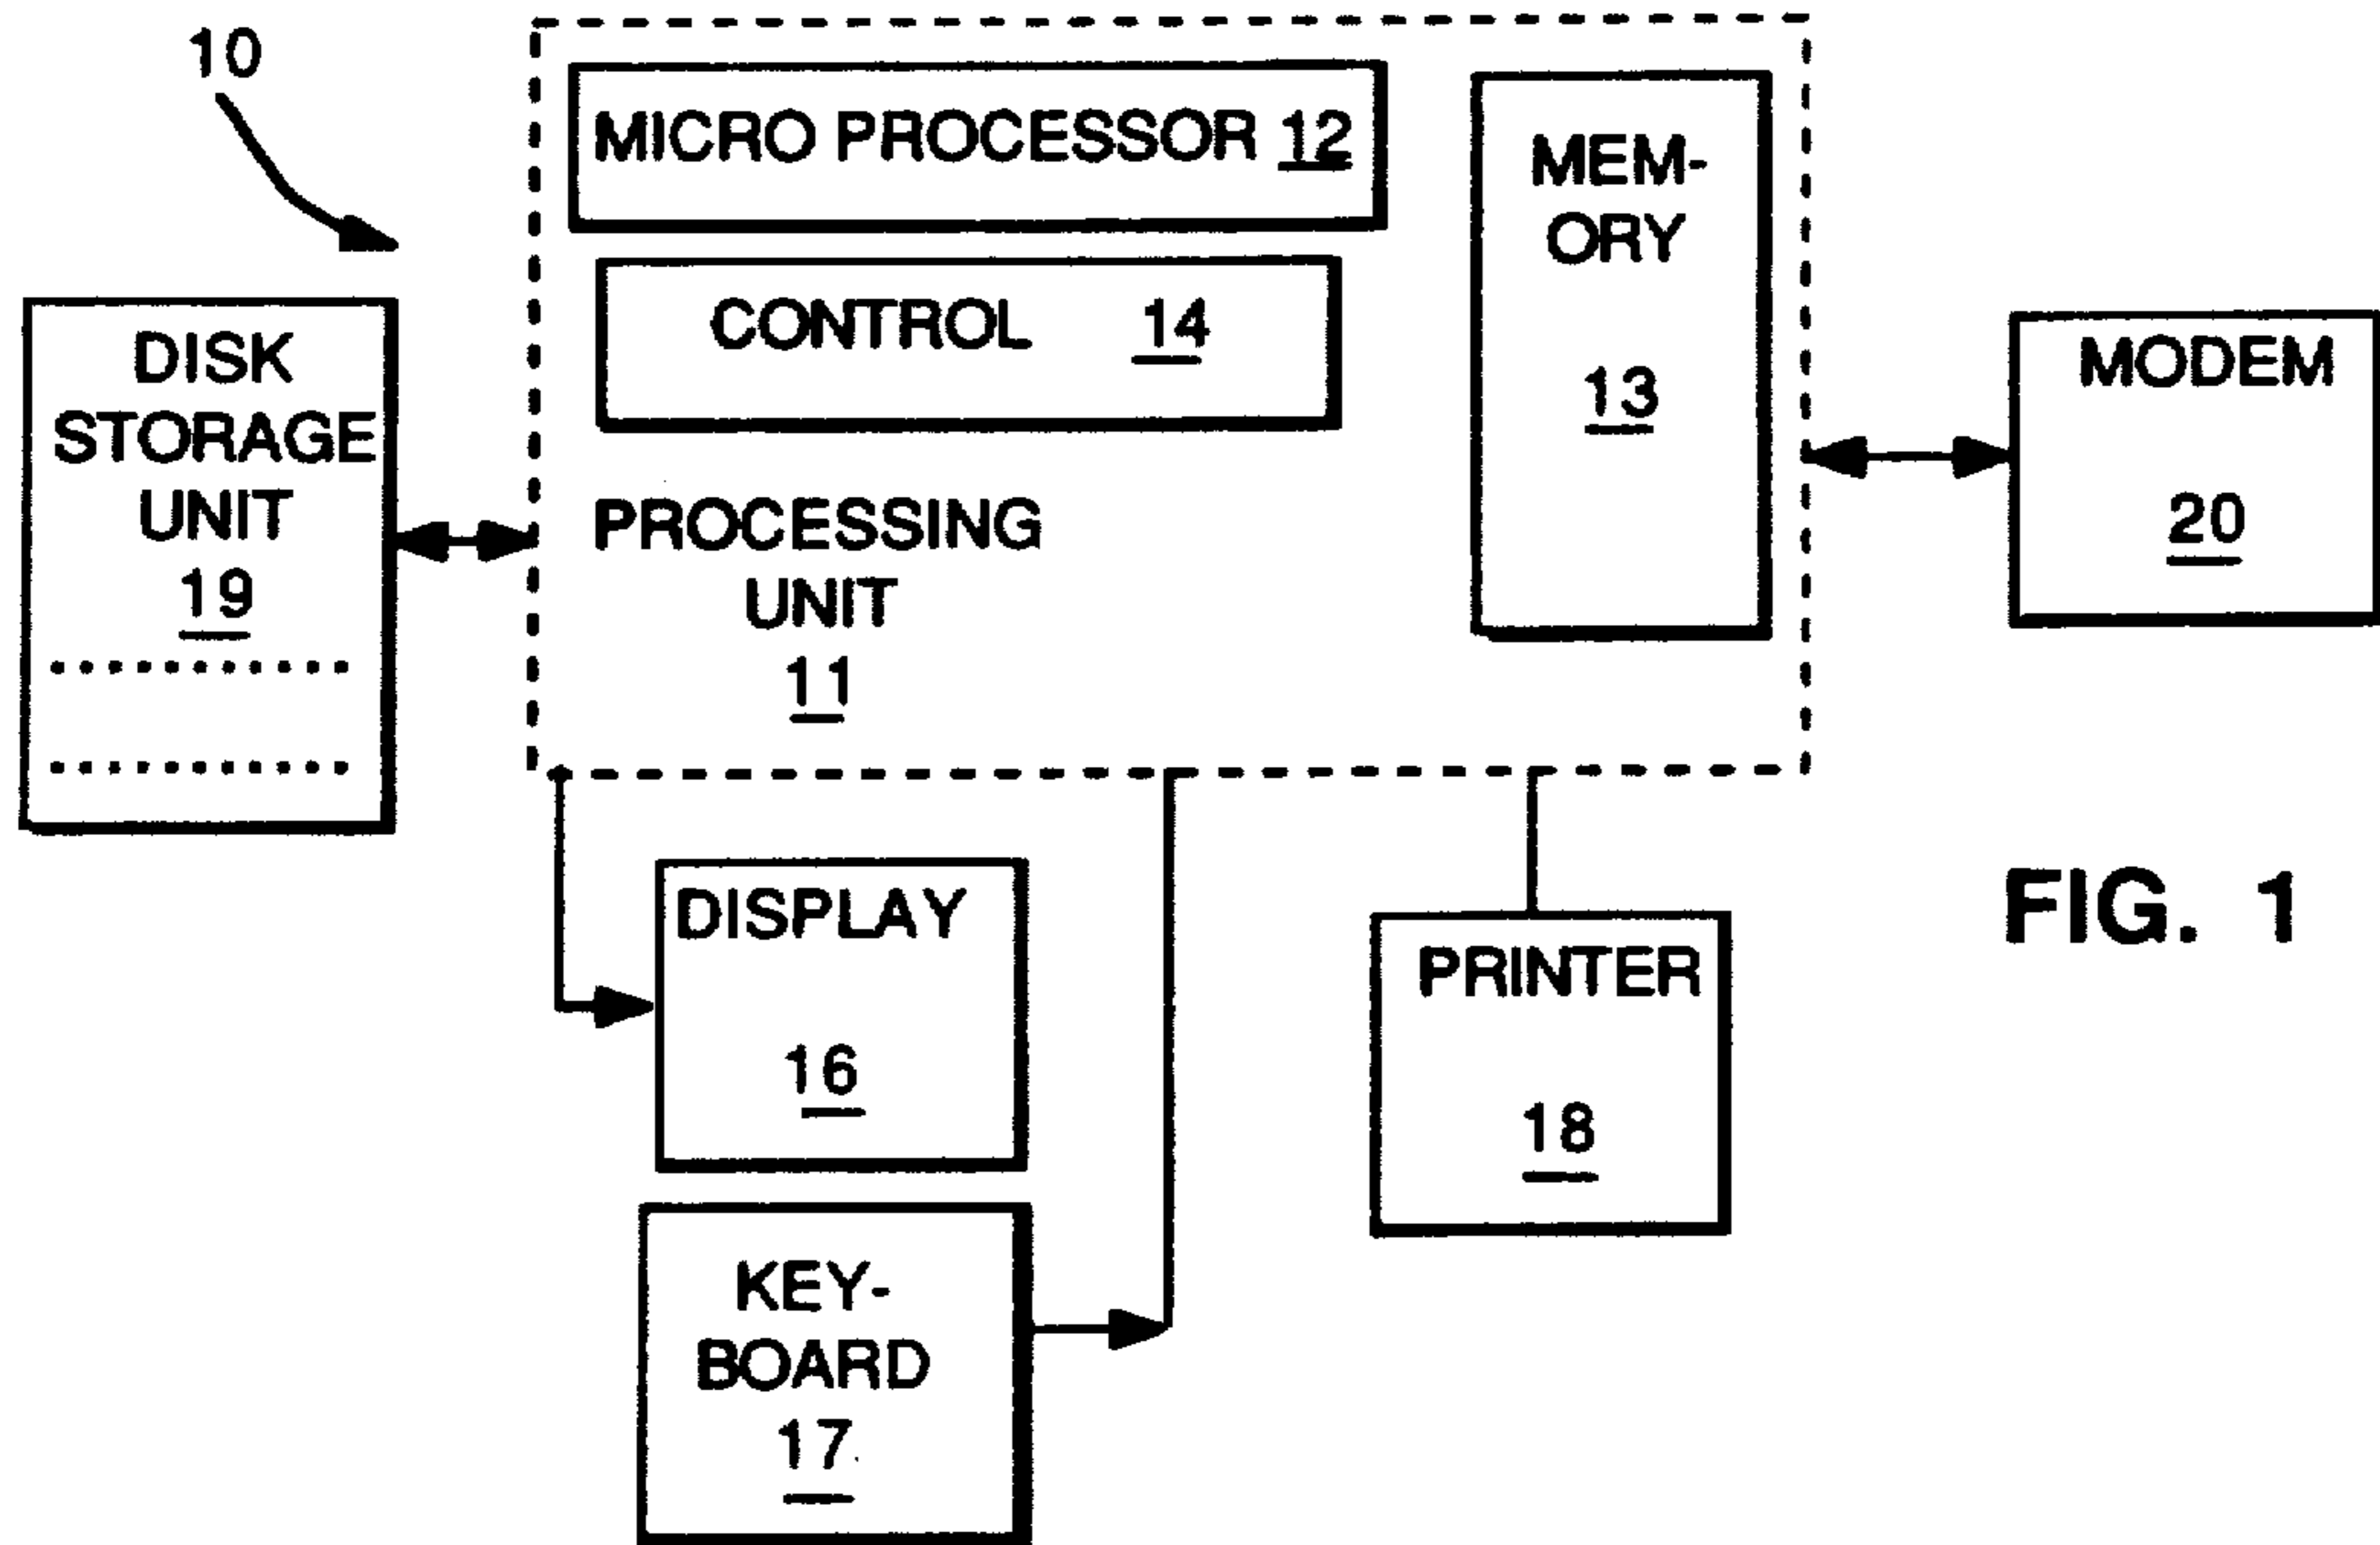 10
MICRO PROCESSOR 12
MEM-
ORY
13
CONTROL 14
PROCESSING
UNIT
11
DISK
STORAGE
UNIT
19
MODEM
20
DISPLAY
16
KEY-
BOARD
17
PRINTER
18
FIG. 1